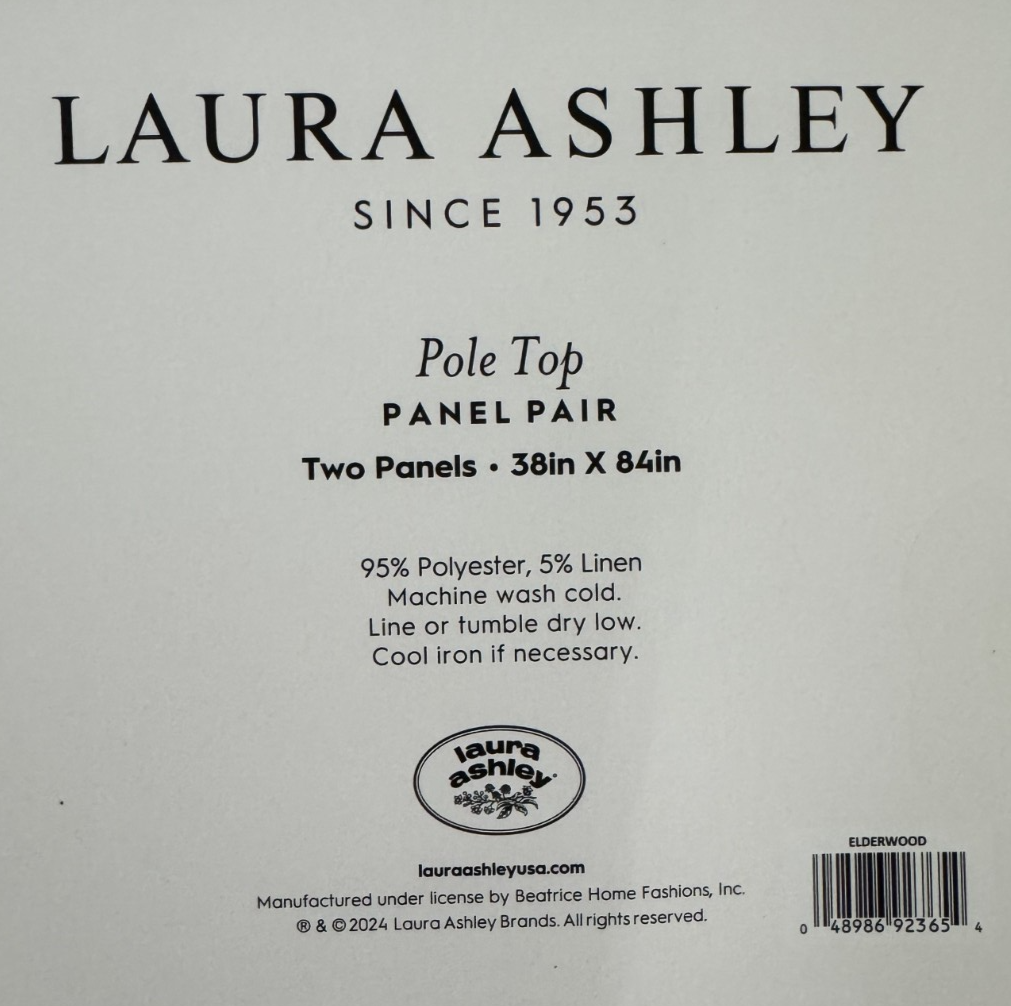 LAURA ASHLEY
SINCE 1953
Pole Top
PANEL PAIR
Two Panels • 38in X 84in
95% Polyester, 5% Linen
Machine wash cold.
Line or tumble dry low.
Cool iron if necessary.
laura
ashley
lauraashleyusa.com
Manufactured under license by Beatrice Home Fashions, Inc.
® & © 2024 Laura Ashley Brands. All rights reserved.
ELDERWOOD
0 48986 92365 4